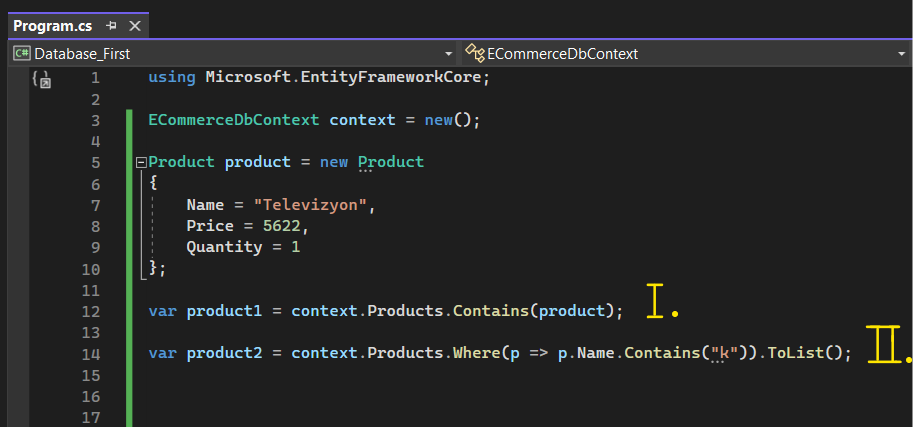 Program.cs
Database_First ECommerceDbContext
1 using Microsoft.EntityFrameworkCore;
2
3 ECommerceDbContext context = new();
4
5 Product product = new Product
6 {
7 Name = "Televizyon",
8 Price = 5622,
9 Quantity = 1
10 };
11
12 var product1 = context.Products.Contains(product); I.
13
14 var product2 = context.Products.Where(p => p.Name.Contains("k")).ToList(); II.
15
16
17